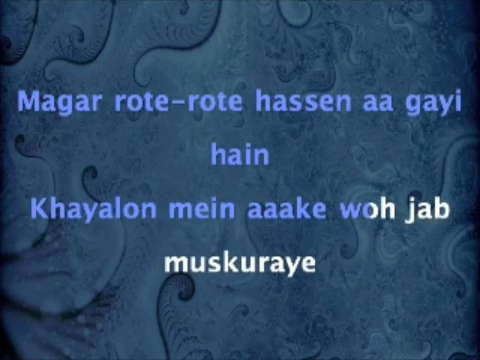 Magar rote-rote hassen aa gayi
hain
Khayalon mein aaake woh jab
muskuraye